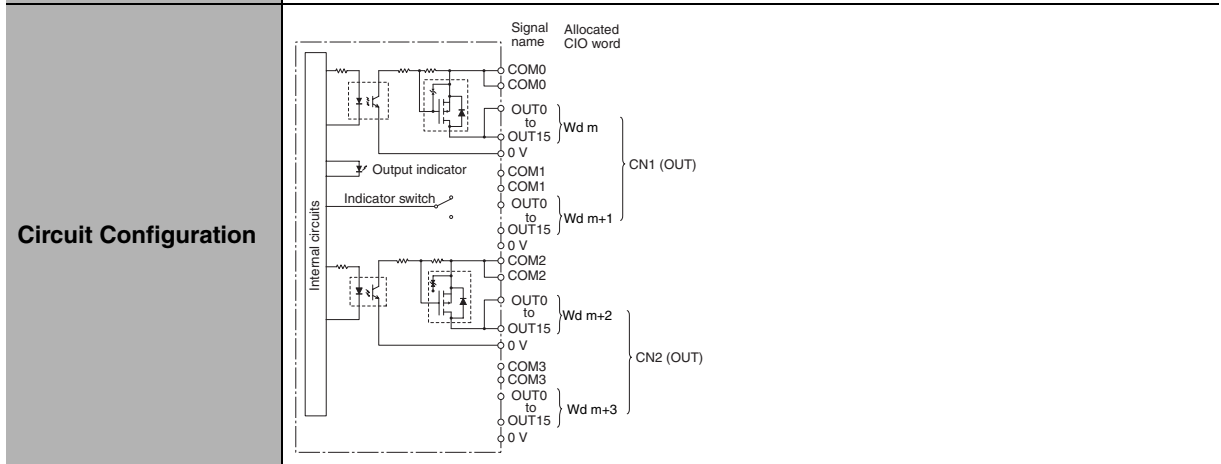 Circuit Configuration
Signal name
Allocated CIO word
Internal circuits
COM0
COM0
OUT0
to
OUT15
Wd m
0 V
Output indicator
COM1
COM1
Indicator switch
OUT0
to
OUT15
Wd m+1
0 V
CN1 (OUT)
COM2
COM2
OUT0
to
OUT15
Wd m+2
0 V
COM3
COM3
OUT0
to
OUT15
Wd m+3
0 V
CN2 (OUT)